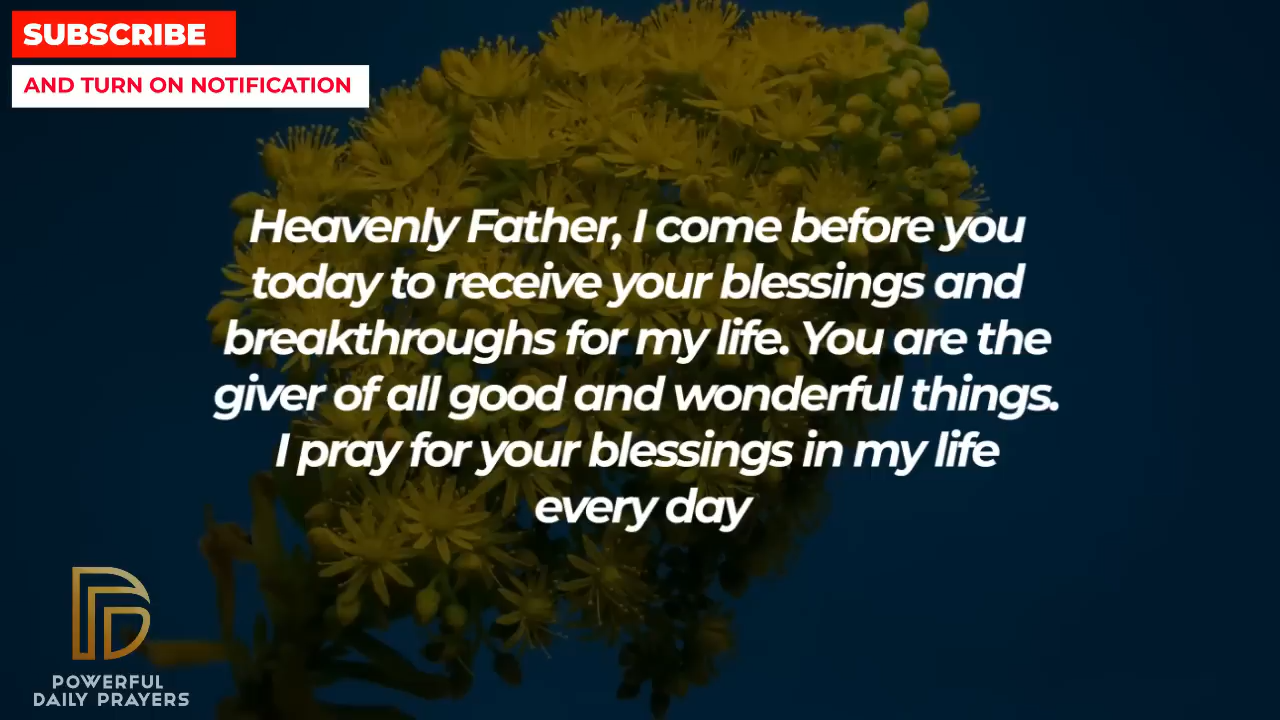 SUBSCRIBE
AND TURN ON NOTIFICATION
Heavenly Father, I come before you
today to receive your blessings and
breakthroughs for my life. You are the
giver of all good and wonderful things.
I pray for your blessings in my life
every day
POWERFUL
DAILY PRAYERS